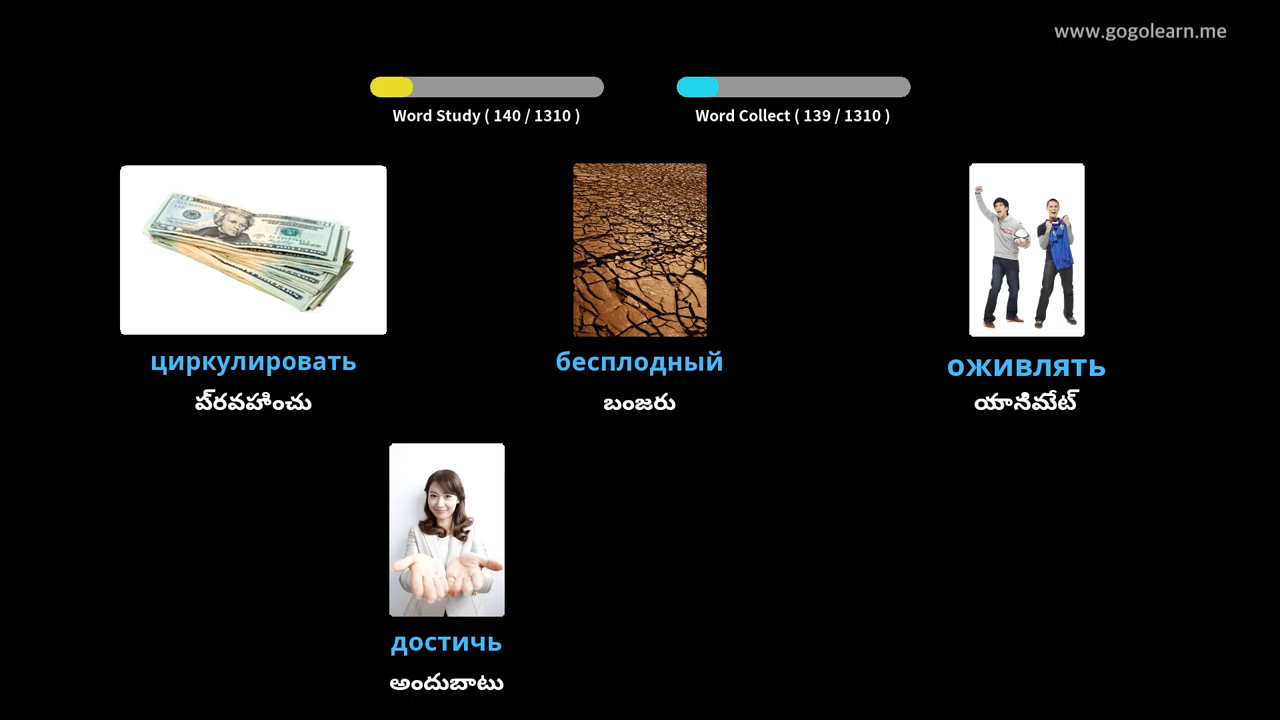 www.gogolearn.me
Word Study ( 140 / 1310 )
Word Collect ( 139 / 1310 )
циркулировать
ప్రవహించు
бесплодный
బంజరు
оживлять
యానిమేట్
достичь
అందుబాటు